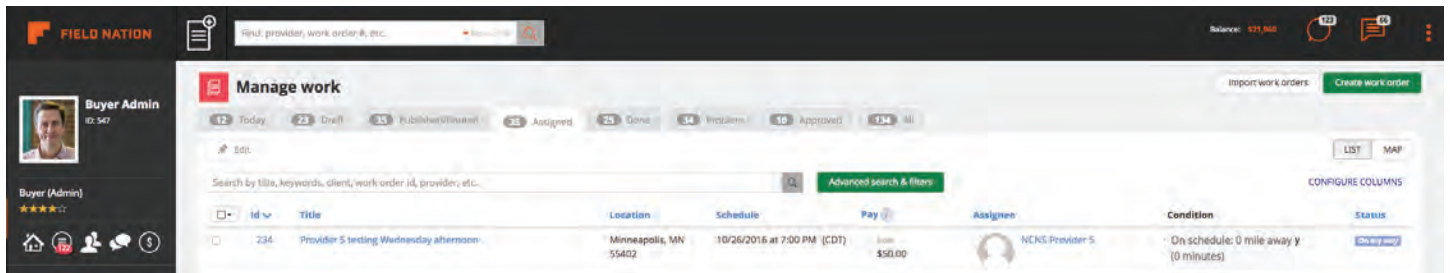 FIELD NATION
Find: provider, work order #, etc.
Balance: $21,960
123
66
Buyer Admin
ID: 547
Manage work
Import work orders
Create work order
12 Today
23 Draft
35 Published/Routed
35 Assigned
25 Done
34 Problem
16 Approved
134 All
Edit
LIST
MAP
Search by title, keywords, client, work order id, provider, etc.
Advanced search & filters
CONFIGURE COLUMNS
Buyer (Admin)
122
Id
Title
Location
Schedule
Pay
Assignee
Condition
Status
234
Provider 5 testing Wednesday afternoon
Minneapolis, MN
55402
10/26/2016 at 7:00 PM (CDT)
$50.00
NCNS Provider 5
On schedule: 0 mile away y
(0 minutes)
On my way